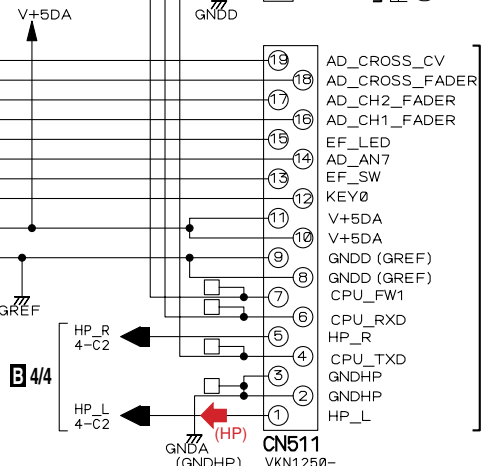 V+5DA
GNDD
19 AD_CROSS_CV
18 AD_CROSS_FADER
17 AD_CH2_FADER
16 AD_CH1_FADER
15 EF_LED
14 AD_AN7
13 EF_SW
12 KEY0
11 V+5DA
10 V+5DA
9 GNDD (GREF)
8 GNDD (GREF)
7 CPU_FW1
6 CPU_RXD
5 HP_R
4 CPU_TXD
3 GNDHP
2 GNDHP
1 HP_L
GREF
HP_R
4-C2
B 4/4
HP_L
4-C2
(HP)
GNDA
(GNDHP)
CN511
VKN1250-